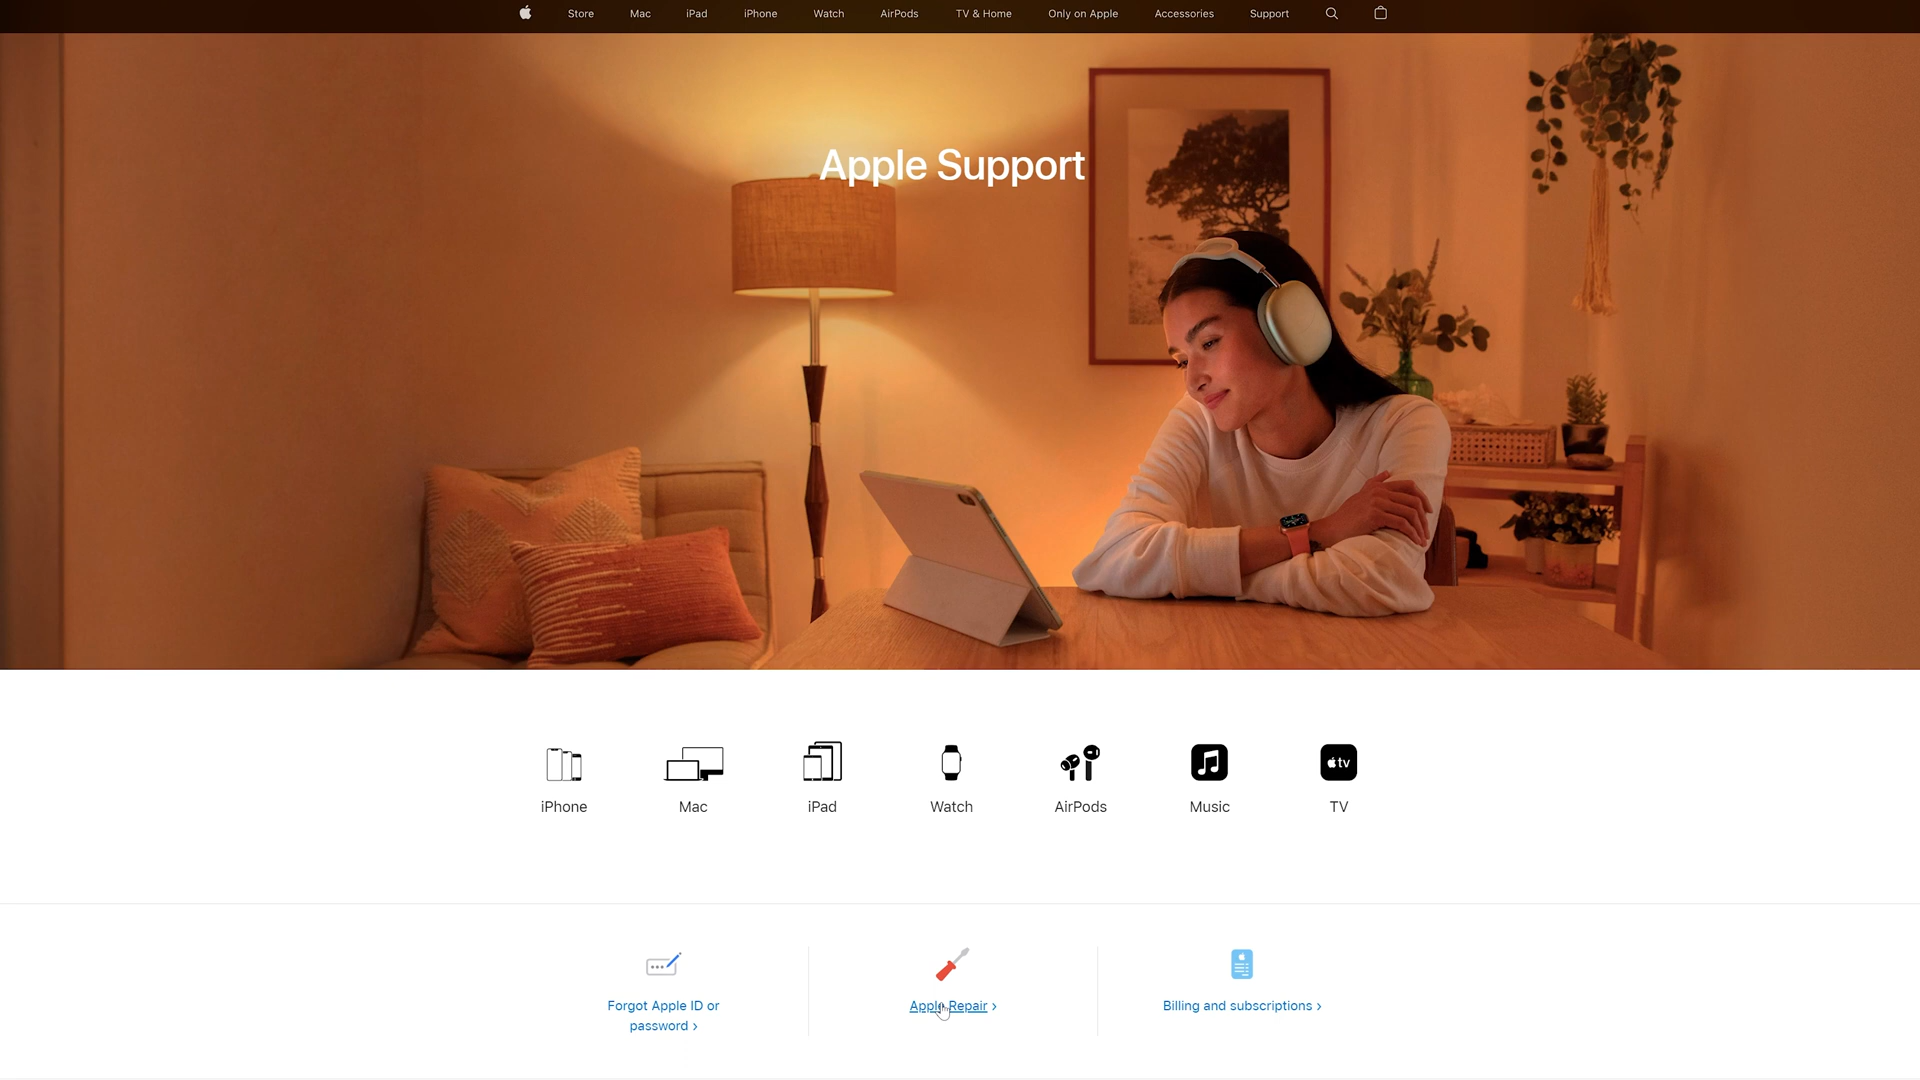 Store Mac iPad iPhone Watch AirPods TV & Home Only on Apple Accessories Support
Apple Support
iPhone Mac iPad Watch AirPods Music TV
tv
Forgot Apple ID or
password >
Apple Repair >
Billing and subscriptions >